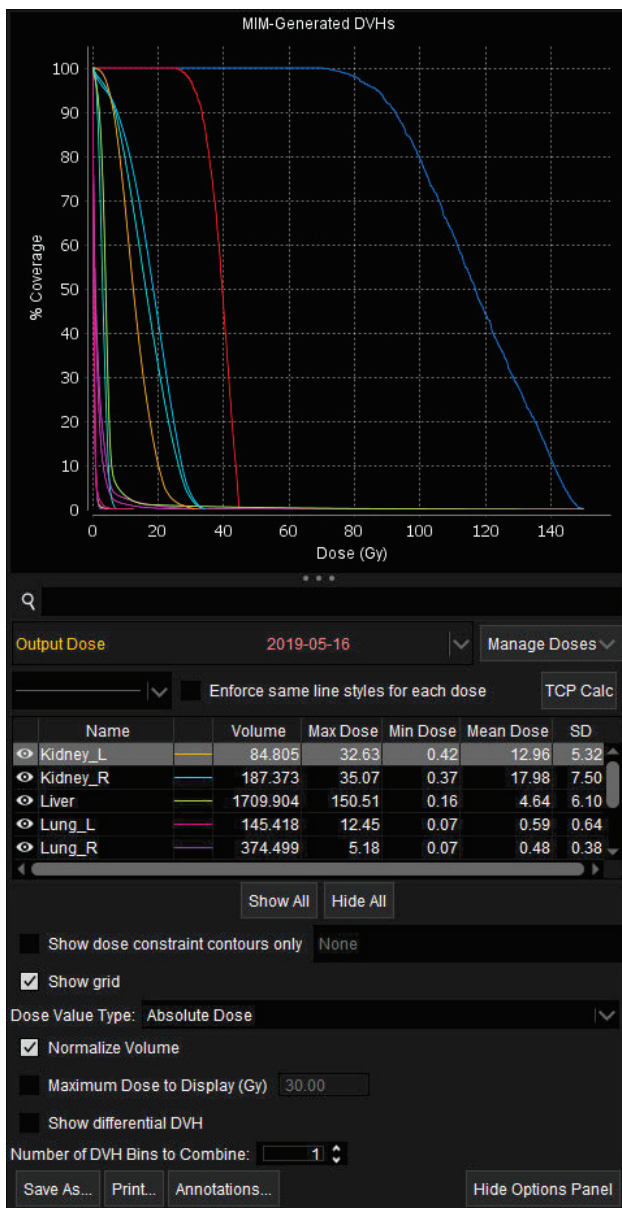 MIM-Generated DVHs
100
90
80
70
60
50
40
30
20
10
0
% Coverage
0 20 40 60 80 100 120 140
Dose (Gy)
Output Dose 2019-05-16 Manage Doses
Enforce same line styles for each dose TCP Calc
Name Volume Max Dose Min Dose Mean Dose SD
Kidney_L 84.805 32.63 0.42 12.96 5.32
Kidney_R 187.373 35.07 0.37 17.98 7.50
Liver 1709.904 150.51 0.16 4.64 6.10
Lung_L 145.418 12.45 0.07 0.59 0.64
Lung_R 374.499 5.18 0.07 0.48 0.38
Show All Hide All
Show dose constraint contours only None
Show grid
Dose Value Type: Absolute Dose
Normalize Volume
Maximum Dose to Display (Gy) 30.00
Show differential DVH
Number of DVH Bins to Combine: 1
Save As... Print... Annotations... Hide Options Panel